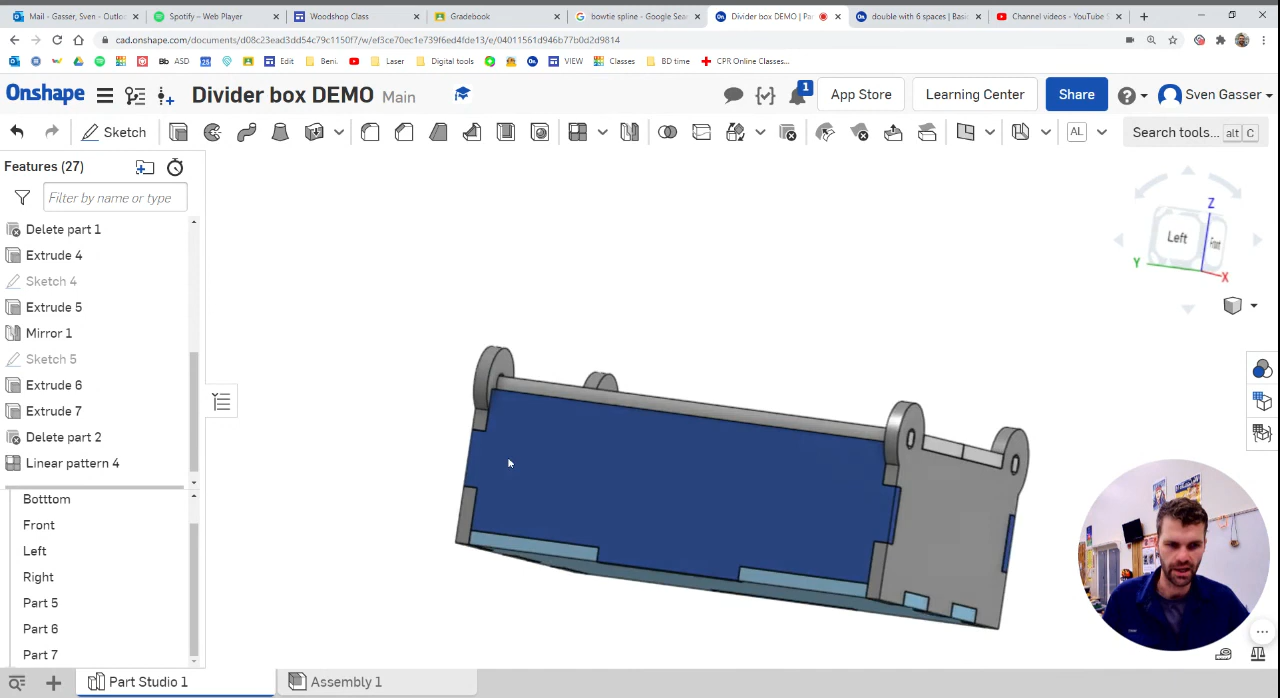 Mail - Gasser, Sven - Outloo
Spotify – Web Player
Woodshop Class
Gradebook
bowtie spline - Google Sea
Divider box DEMO | Pa
double with 6 spaces | Basi
Channel videos - YouTube
cad.onshape.com/documents/d08c23ead3dd54c79c1150f7/w/ef3ce70ec1e739f6ed4fde13/e/04011561d946b77b0d2d9814
Bb ASD
Edit
Beni.
Laser
Digital tools
VIEW
Classes
BD time
CPR Online Classes...
Onshape
Divider box DEMO Main
1
App Store
Learning Center
Share
Sven Gasser
Sketch
AL
Search tools... alt C
Features (27)
Filter by name or type
Delete part 1
Extrude 4
Sketch 4
Extrude 5
Mirror 1
Sketch 5
Extrude 6
Extrude 7
Delete part 2
Linear pattern 4
Botttom
Front
Left
Right
Part 5
Part 6
Part 7
Z
Left
Front
Y
X
Part Studio 1
Assembly 1